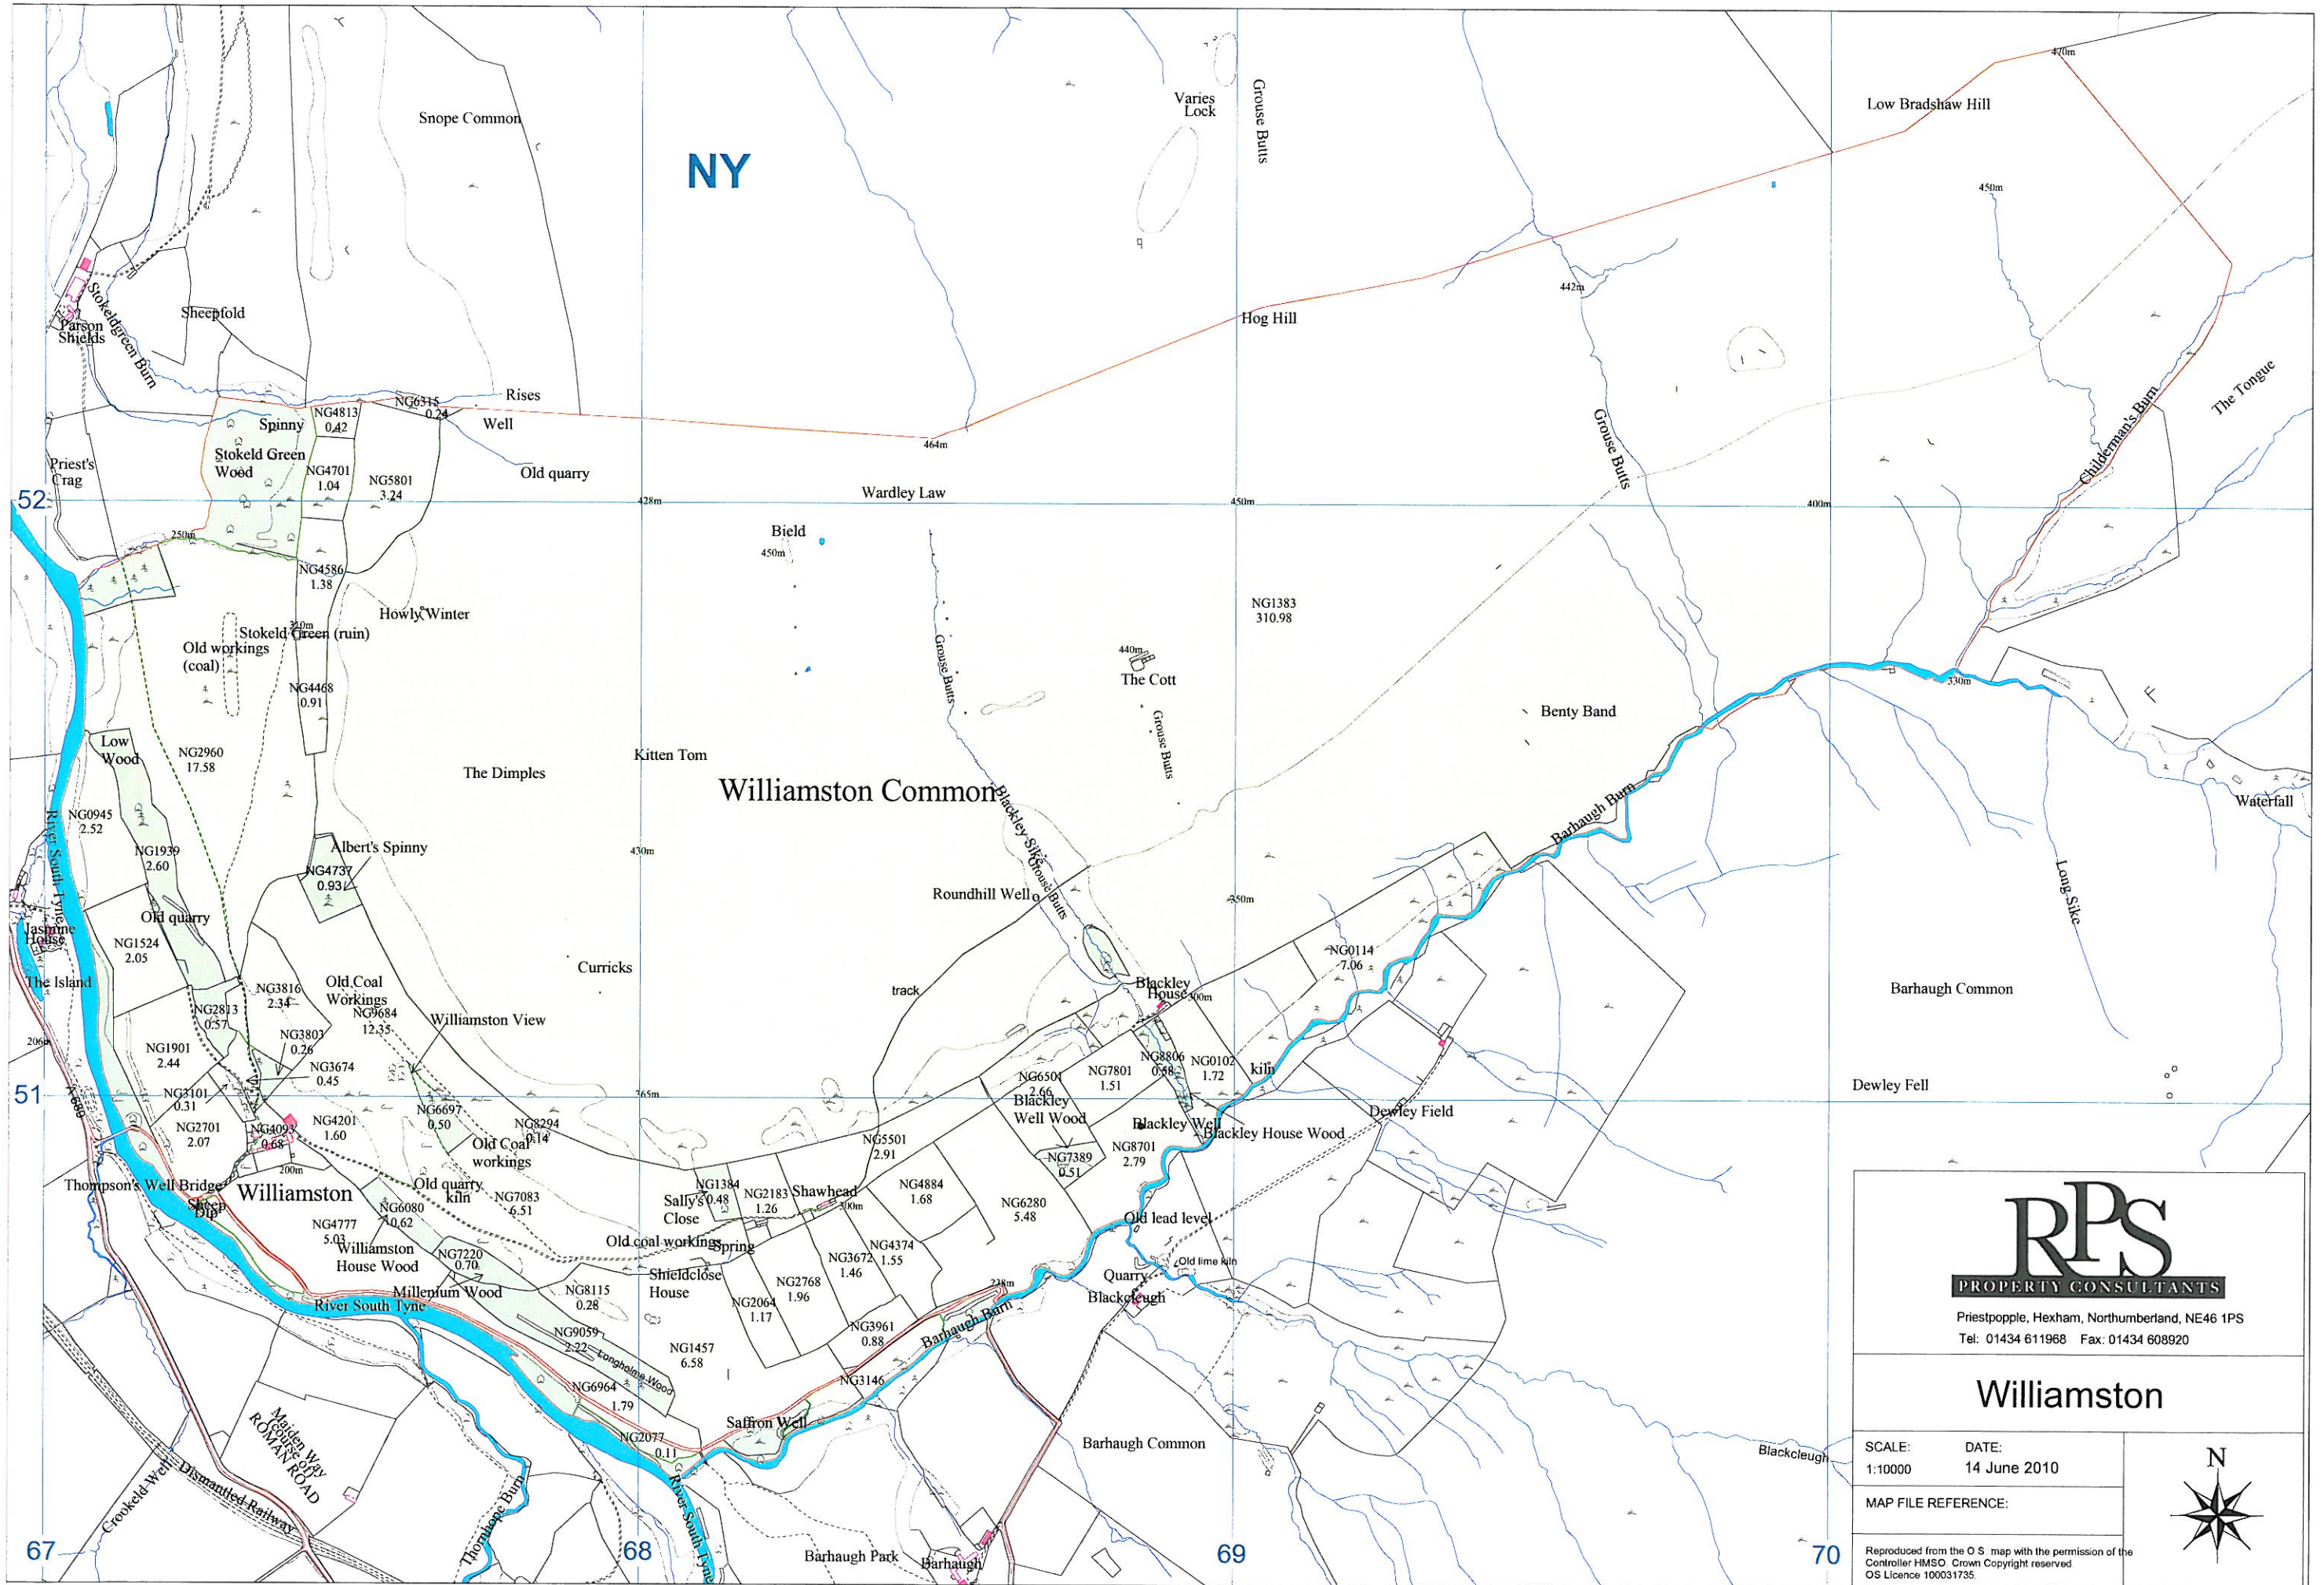 Snope Common
NY
Varies
Lock
Grouse Butts
Low Bradshaw Hill
470m
450m
442m
Hog Hill
Stokeldgreen Burn
Parson
Shields
Sheepfold
Rises
Well
NG6315
0.24
NG4813
0.42
Spinny
Stokeld Green
Wood
NG4701
1.04
NG5801
3.24
Old quarry
464m
Priest's
Crag
52
428m
Wardley Law
450m
400m
Grouse Butts
Childerman's Burn
The Tongue
250m
NG4586
1.38
Bield
450m
Howly Winter
310m
Stokeld Green (ruin)
Old workings
(coal)
NG4468
0.91
NG1383
310.98
Grouse Butts
440m
The Cott
Grouse Butts
330m
Benty Band
Low
Wood
NG2960
17.58
The Dimples
Kitten Tom
Williamston Common
Blackley Sike
Grouse Butts
Barhaugh Burn
Waterfall
River South Tyne
NG0945
2.52
NG1939
2.60
Albert's Spinny
NG4737
0.93
430m
Roundhill Well
350m
Long Sike
Old quarry
Jasmine
House
NG1524
2.05
The Island
Curricks
track
NG0114
7.06
Blackley
House
300m
Barhaugh Common
NG3816
2.34
Old Coal
Workings
NG9684
12.35
NG2813
0.57
NG3803
0.26
Williamston View
206m
NG1901
2.44
NG3674
0.45
NG3101
0.31
NG8806
0.58
NG0102
1.72
kiln
NG7801
1.51
NG6501
2.66
Dewley Fell
51
A 689
365m
Blackley
Well Wood
Dewley Field
NG2701
2.07
NG4093
0.68
NG4201
1.60
NG6697
0.50
NG8294
0.14
Blackley Well
Blackley House Wood
Old Coal
workings
NG5501
2.91
NG8701
2.79
NG7389
0.51
200m
Thompson's Well Bridge
Williamston
Sheep
Dip
Old quarry
kiln
NG7083
6.51
NG1384
0.48
Sally's
Close
NG2183
1.26
Shawhead
300m
NG4884
1.68
NG6280
5.48
Old lead level
NG6080
0.62
NG4777
5.03
Williamston
House Wood
Old coal workings
Spring
NG3672
1.46
NG4374
1.55
NG7220
0.70
Millenium Wood
NG8115
0.28
Shieldclose
House
NG2064
1.17
NG2768
1.96
238m
Quarry
Old lime kiln
Blackcleugh
River South Tyne
NG9059
2.22
Longholme Wood
NG1457
6.58
NG3961
0.88
Barhaugh Burn
NG3146
NG6964
1.79
Saffron Well
NG2077
0.11
Barhaugh Common
Blackcleugh
Maiden Way
(course of)
ROMAN ROAD
Crookeld Well
Dismantled Railway
Thornhope Burn
River South Tyne
Barhaugh Park
Barhaugh
67
68
69
70
RPS
PROPERTY CONSULTANTS
Priestpopple, Hexham, Northumberland, NE46 1PS
Tel: 01434 611968 Fax: 01434 608920
Williamston
SCALE:
1:10000
DATE:
14 June 2010
MAP FILE REFERENCE:
N
Reproduced from the O S map with the permission of the
Controller HMSO. Crown Copyright reserved
OS Licence 100031735.